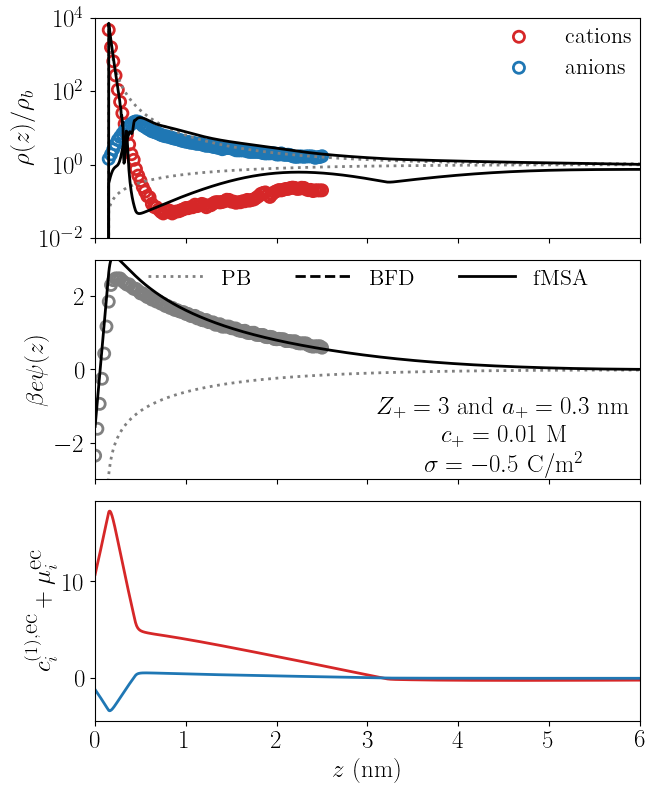 10^4
10^2
10^0
10^{-2}
ρ(z)/ρ_b
cations
anions
2
0
−2
βeψ(z)
PB
BFD
fMSA
Z_+ = 3 and a_+ = 0.3 nm
c_+ = 0.01 M
σ = −0.5 C/m^2
10
0
c_i^{(1),ec} + μ_i^{ec}
0 1 2 3 4 5 6
z (nm)